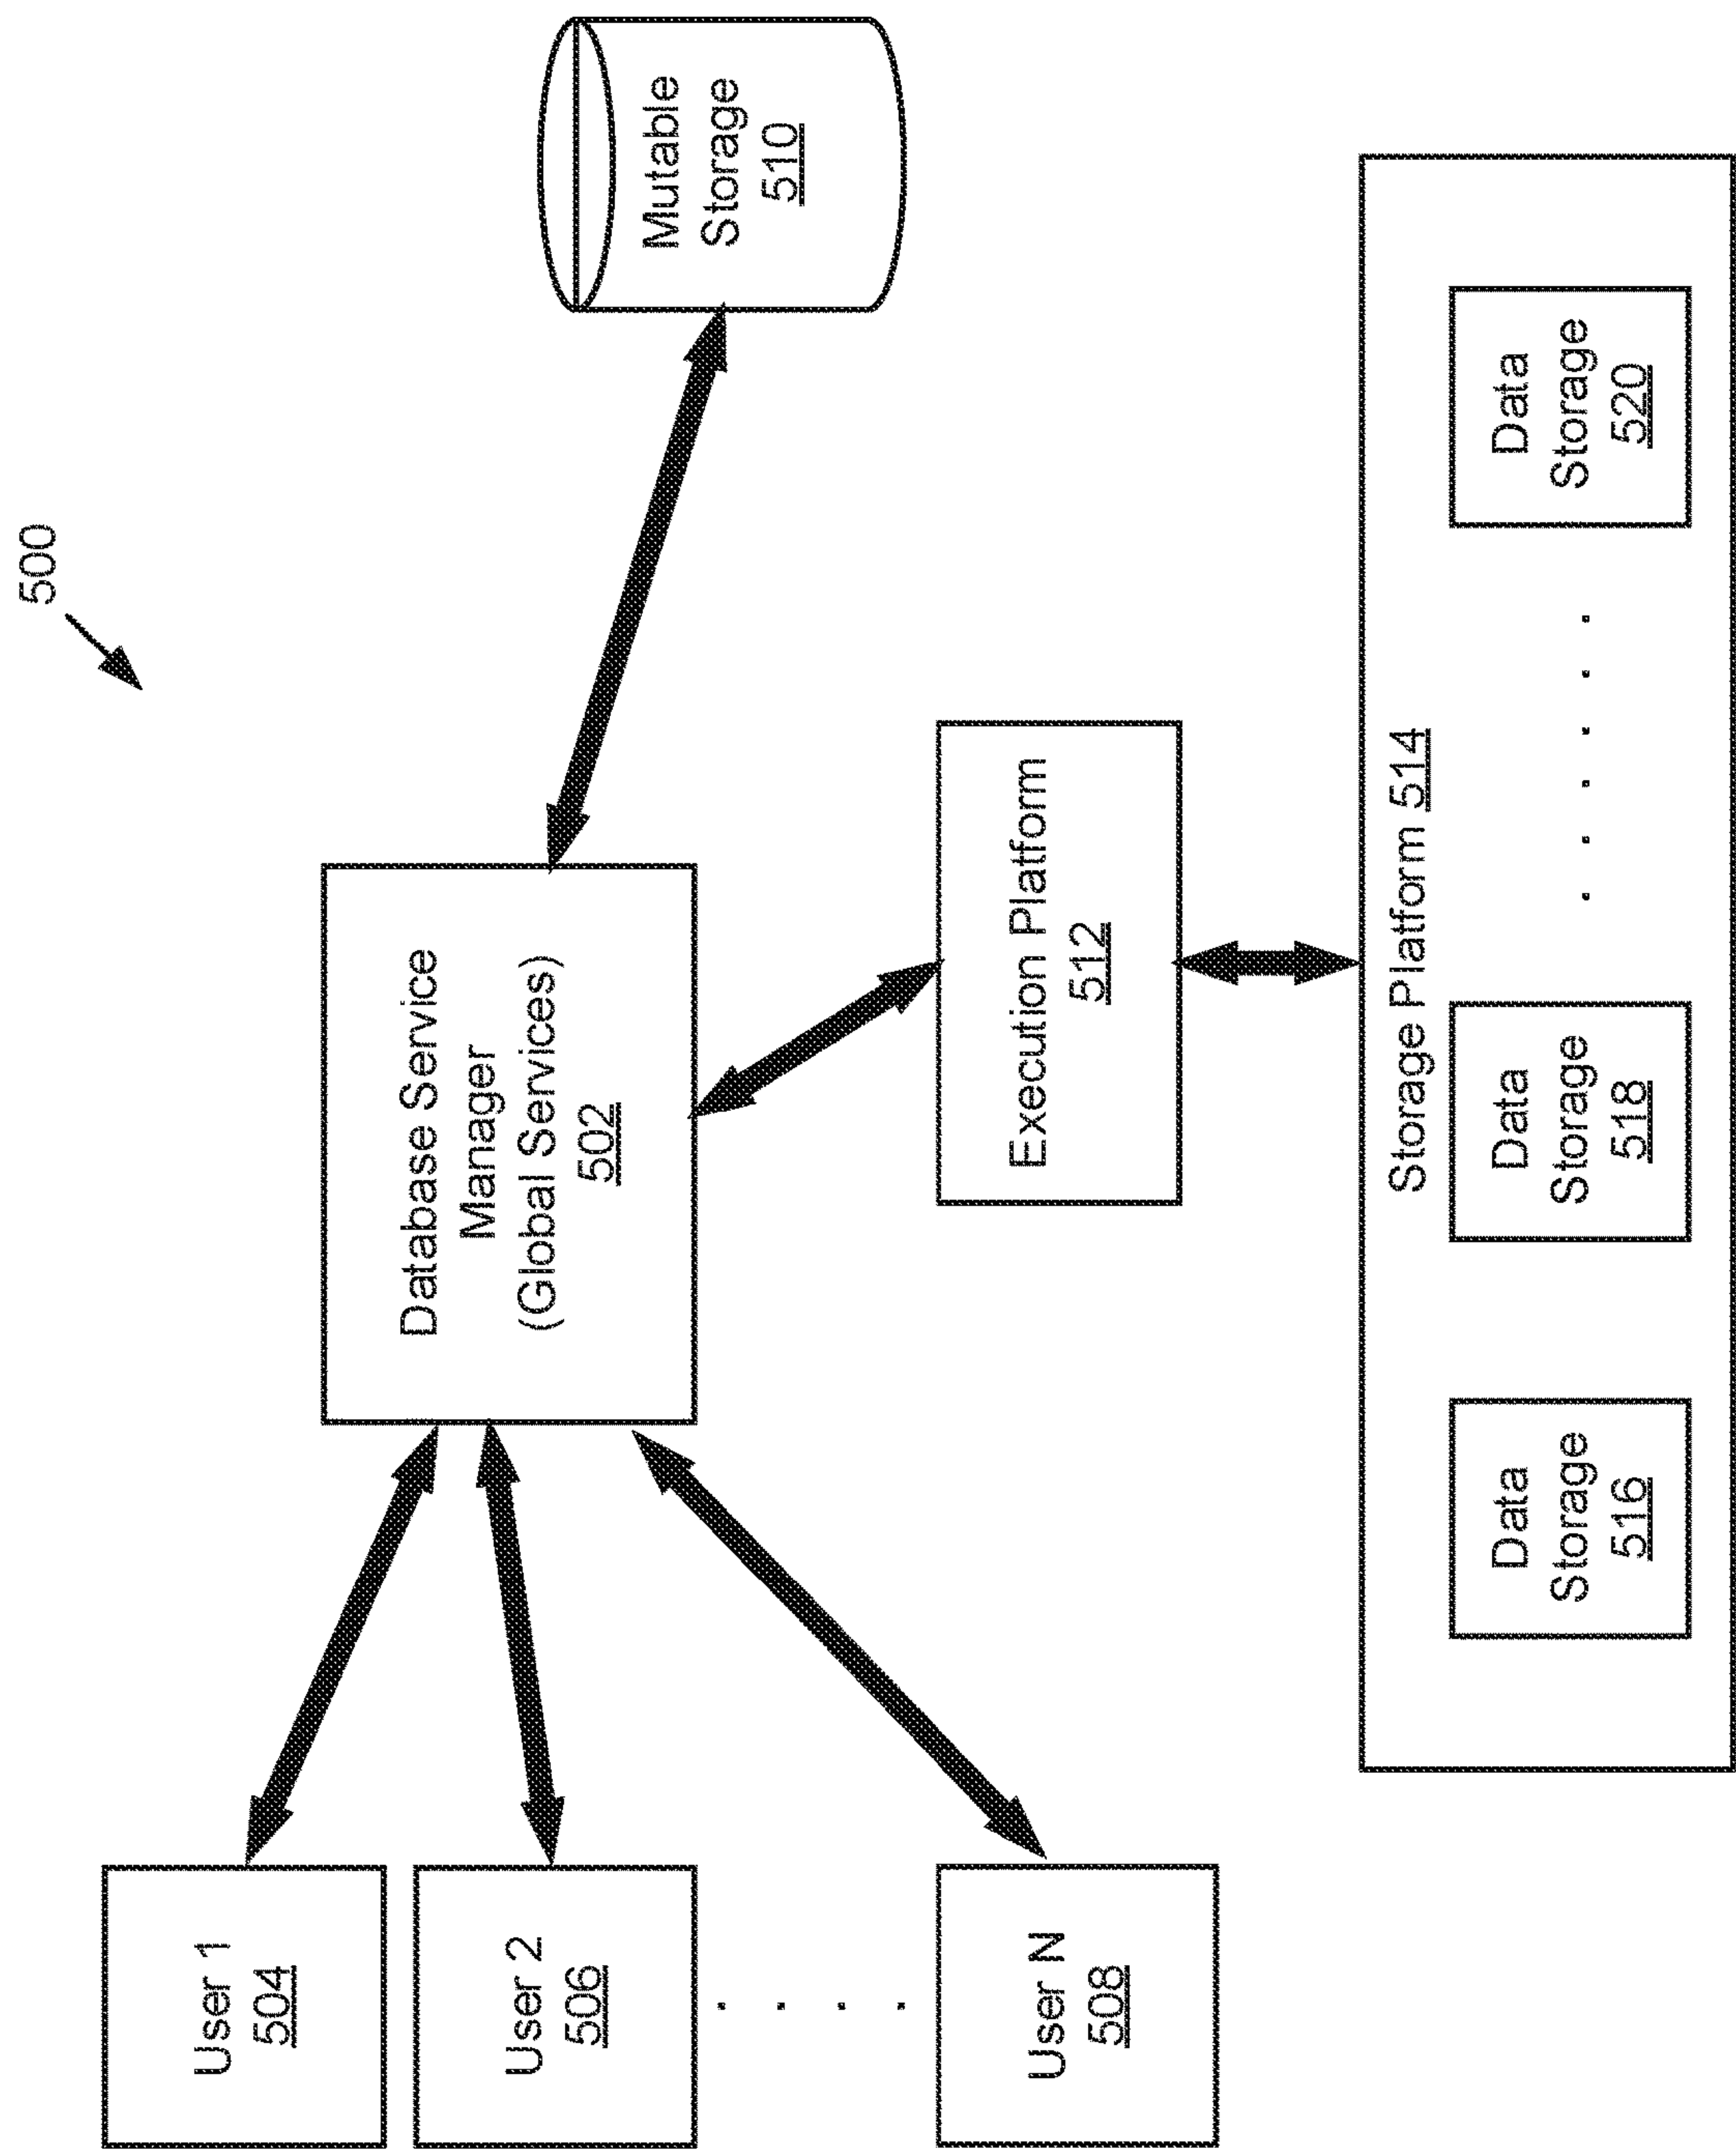 500
User 1
504
User 2
506
User N
508
Database Service
Manager
(Global Services)
502
Mutable
Storage
510
Execution Platform
512
Storage Platform 514
Data
Storage
516
Data
Storage
518
Data
Storage
520